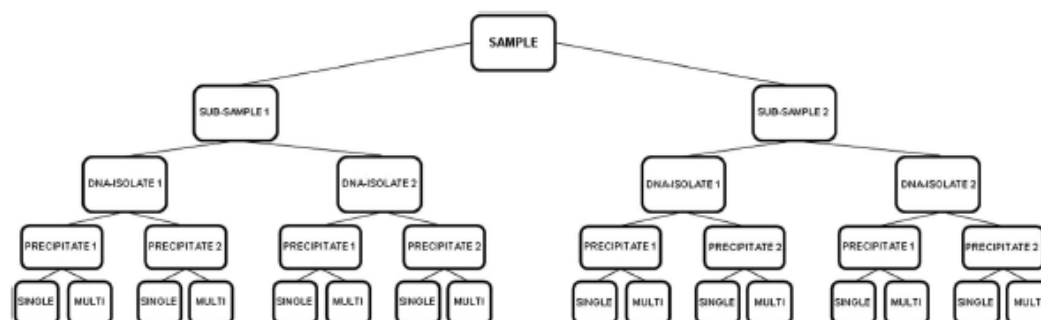 SAMPLE
SUB-SAMPLE 1 SUB-SAMPLE 2
DNA-ISOLATE 1 DNA-ISOLATE 2 DNA-ISOLATE 1 DNA-ISOLATE 2
PRECIPITATE 1 PRECIPITATE 2 PRECIPITATE 1 PRECIPITATE 2 PRECIPITATE 1 PRECIPITATE 2 PRECIPITATE 1 PRECIPITATE 2
SINGLE MULTI SINGLE MULTI SINGLE MULTI SINGLE MULTI SINGLE MULTI SINGLE MULTI SINGLE MULTI SINGLE MULTI